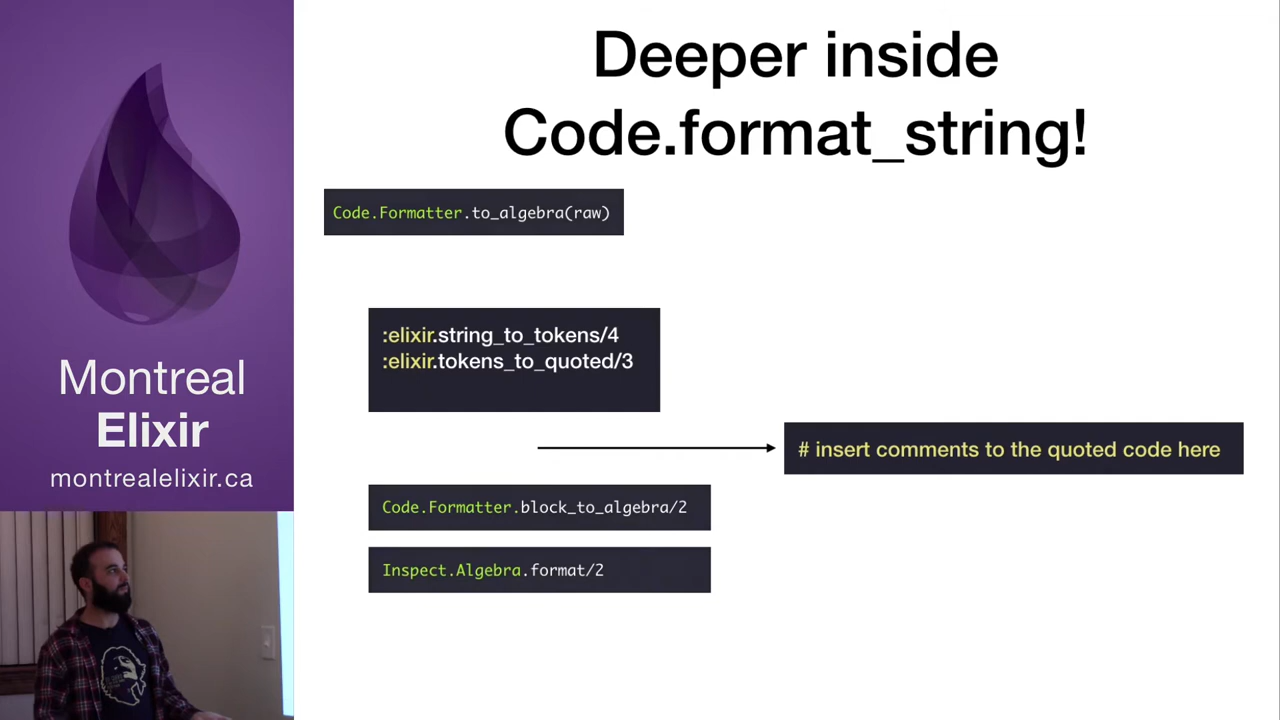 Deeper inside
Code.format_string!
Code.Formatter.to_algebra(raw)
:elixir.string_to_tokens/4
:elixir.tokens_to_quoted/3
# insert comments to the quoted code here
Code.Formatter.block_to_algebra/2
Inspect.Algebra.format/2
Montreal
Elixir
montrealelixir.ca